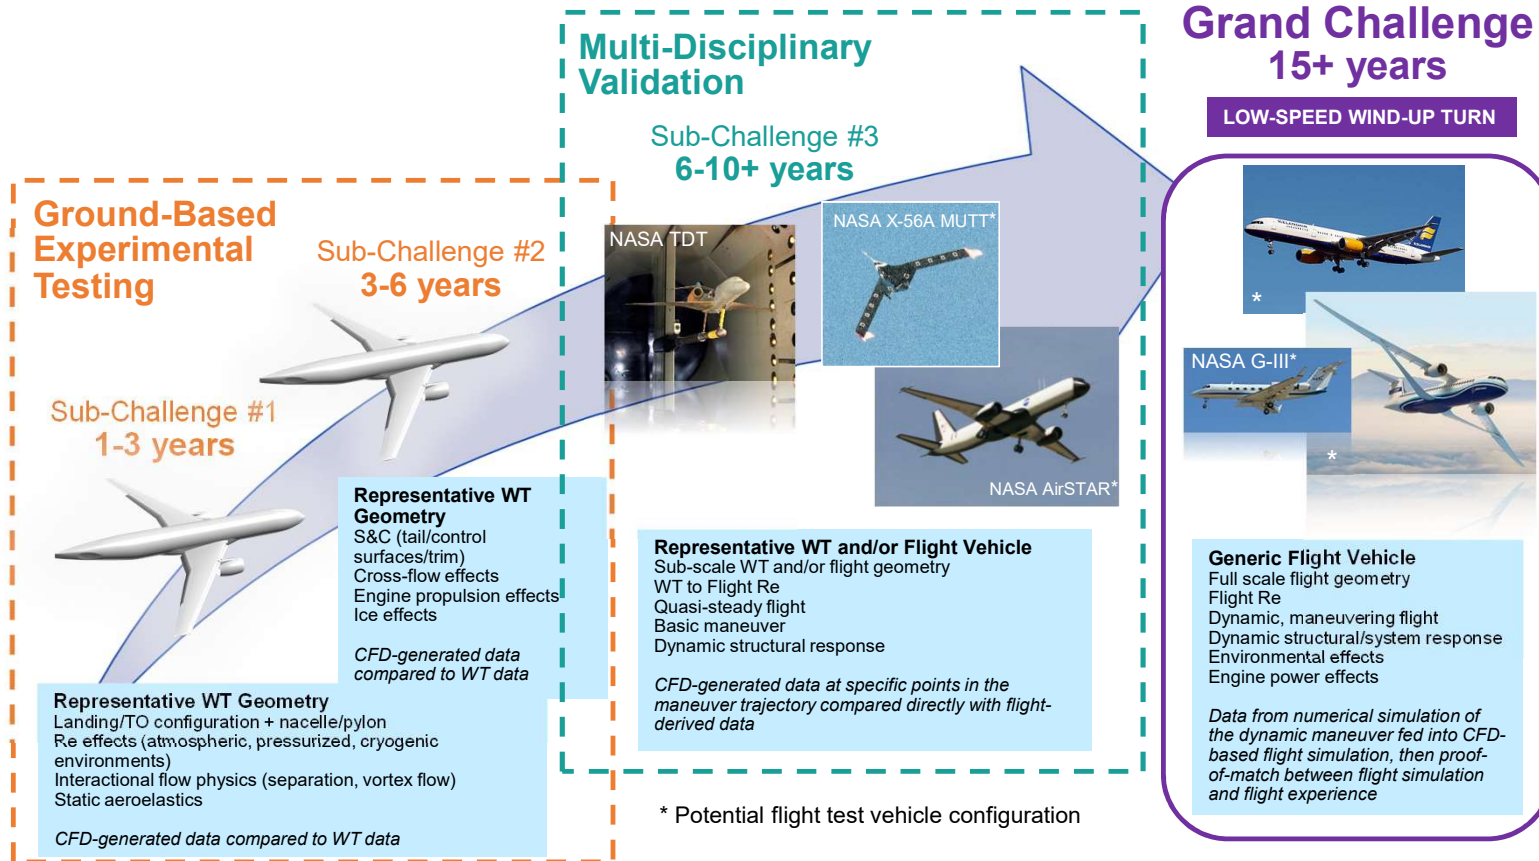 Grand Challenge
15+ years
LOW-SPEED WIND-UP TURN
Multi-Disciplinary
Validation
Sub-Challenge #3
6-10+ years
Ground-Based
Experimental
Testing
Sub-Challenge #2
3-6 years
Sub-Challenge #1
1-3 years
NASA TDT
NASA X-56A MUTT*
NASA AirSTAR*
*
NASA G-III*
*
Representative WT
Geometry
S&C (tail/control
surfaces/trim)
Cross-flow effects
Engine propulsion effects
Ice effects
CFD-generated data
compared to WT data
Representative WT Geometry
Landing/TO configuration + nacelle/pylon
Re effects (atmospheric, pressurized, cryogenic
environments)
Interactional flow physics (separation, vortex flow)
Static aeroelastics
CFD-generated data compared to WT data
Representative WT and/or Flight Vehicle
Sub-scale WT and/or flight geometry
WT to Flight Re
Quasi-steady flight
Basic maneuver
Dynamic structural response
CFD-generated data at specific points in the
maneuver trajectory compared directly with flight-
derived data
Generic Flight Vehicle
Full scale flight geometry
Flight Re
Dynamic, maneuvering flight
Dynamic structural/system response
Environmental effects
Engine power effects
Data from numerical simulation of
the dynamic maneuver fed into CFD-
based flight simulation, then proof-
of-match between flight simulation
and flight experience
* Potential flight test vehicle configuration